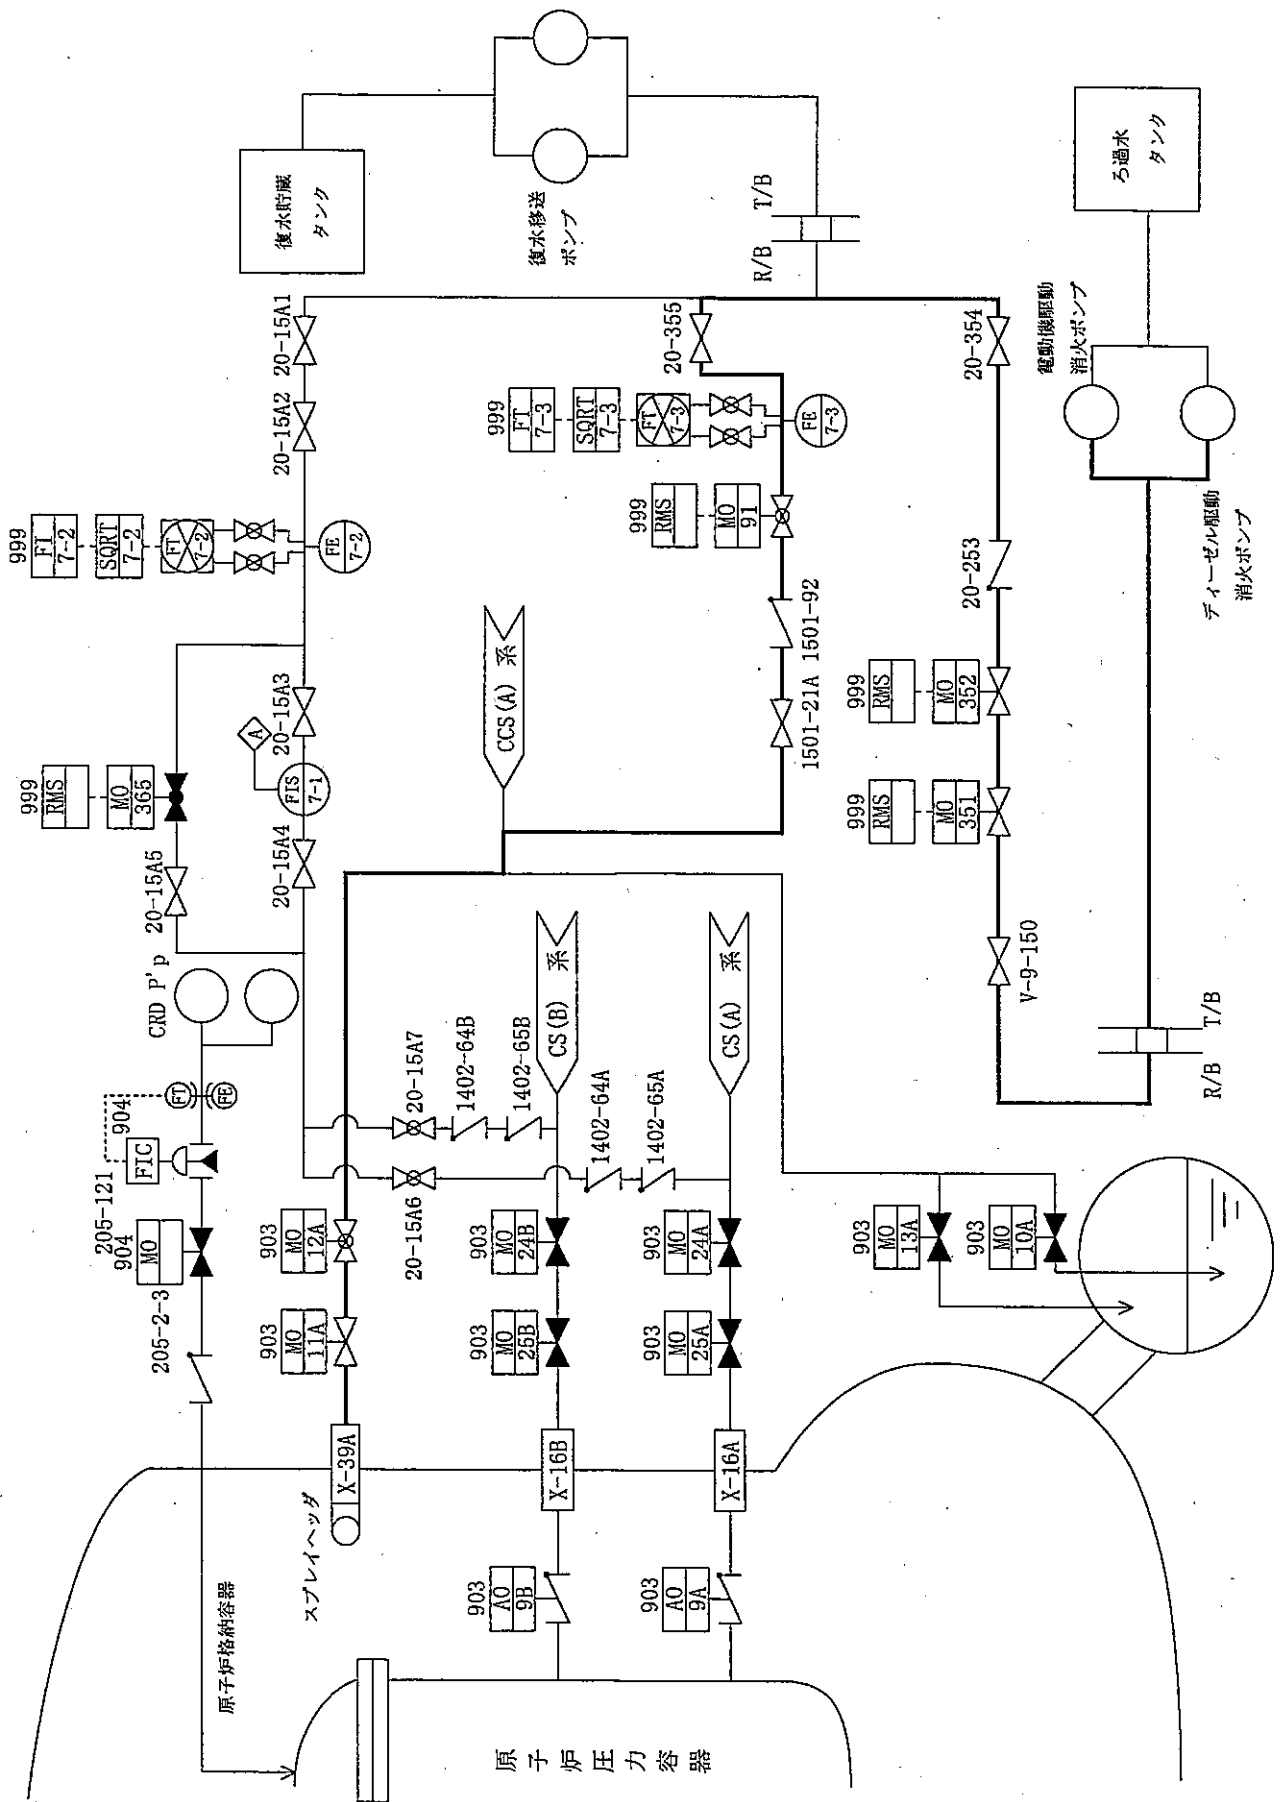 原子炉圧力容器
原子炉格納容器
スプレイヘッダ
X-39A
X-16B
X-16A
903
AO
9B
903
AO
9A
205-2-3
904
MO
205-121
904
FIC
FT
FE
CRD P'p
903
MO
11A
903
MO
12A
903
MO
25B
903
MO
24B
903
MO
25A
903
MO
24A
20-15A6
20-15A7
1402-64B
1402-65B
1402-64A
1402-65A
CS(B) 系
CS(A) 系
CCS(A) 系
903
MO
13A
903
MO
10A
20-15A5
999
RMS
MO
365
20-15A4
FIS
7-1
A
20-15A3
999
FI
7-2
SQRT
7-2
FT
7-2
FE
7-2
20-15A2
20-15A1
復水貯蔵
タンク
復水移送
ポンプ
R/B
T/B
1501-21A
1501-92
999
RMS
MO
91
999
FT
7-3
SQRT
7-3
FT
7-3
FE
7-3
20-355
20-354
20-253
999
RMS
MO
352
999
RMS
MO
351
V-9-150
R/B
T/B
電動機駆動
消火ポンプ
ディーゼル駆動
消火ポンプ
ろ過水
タンク